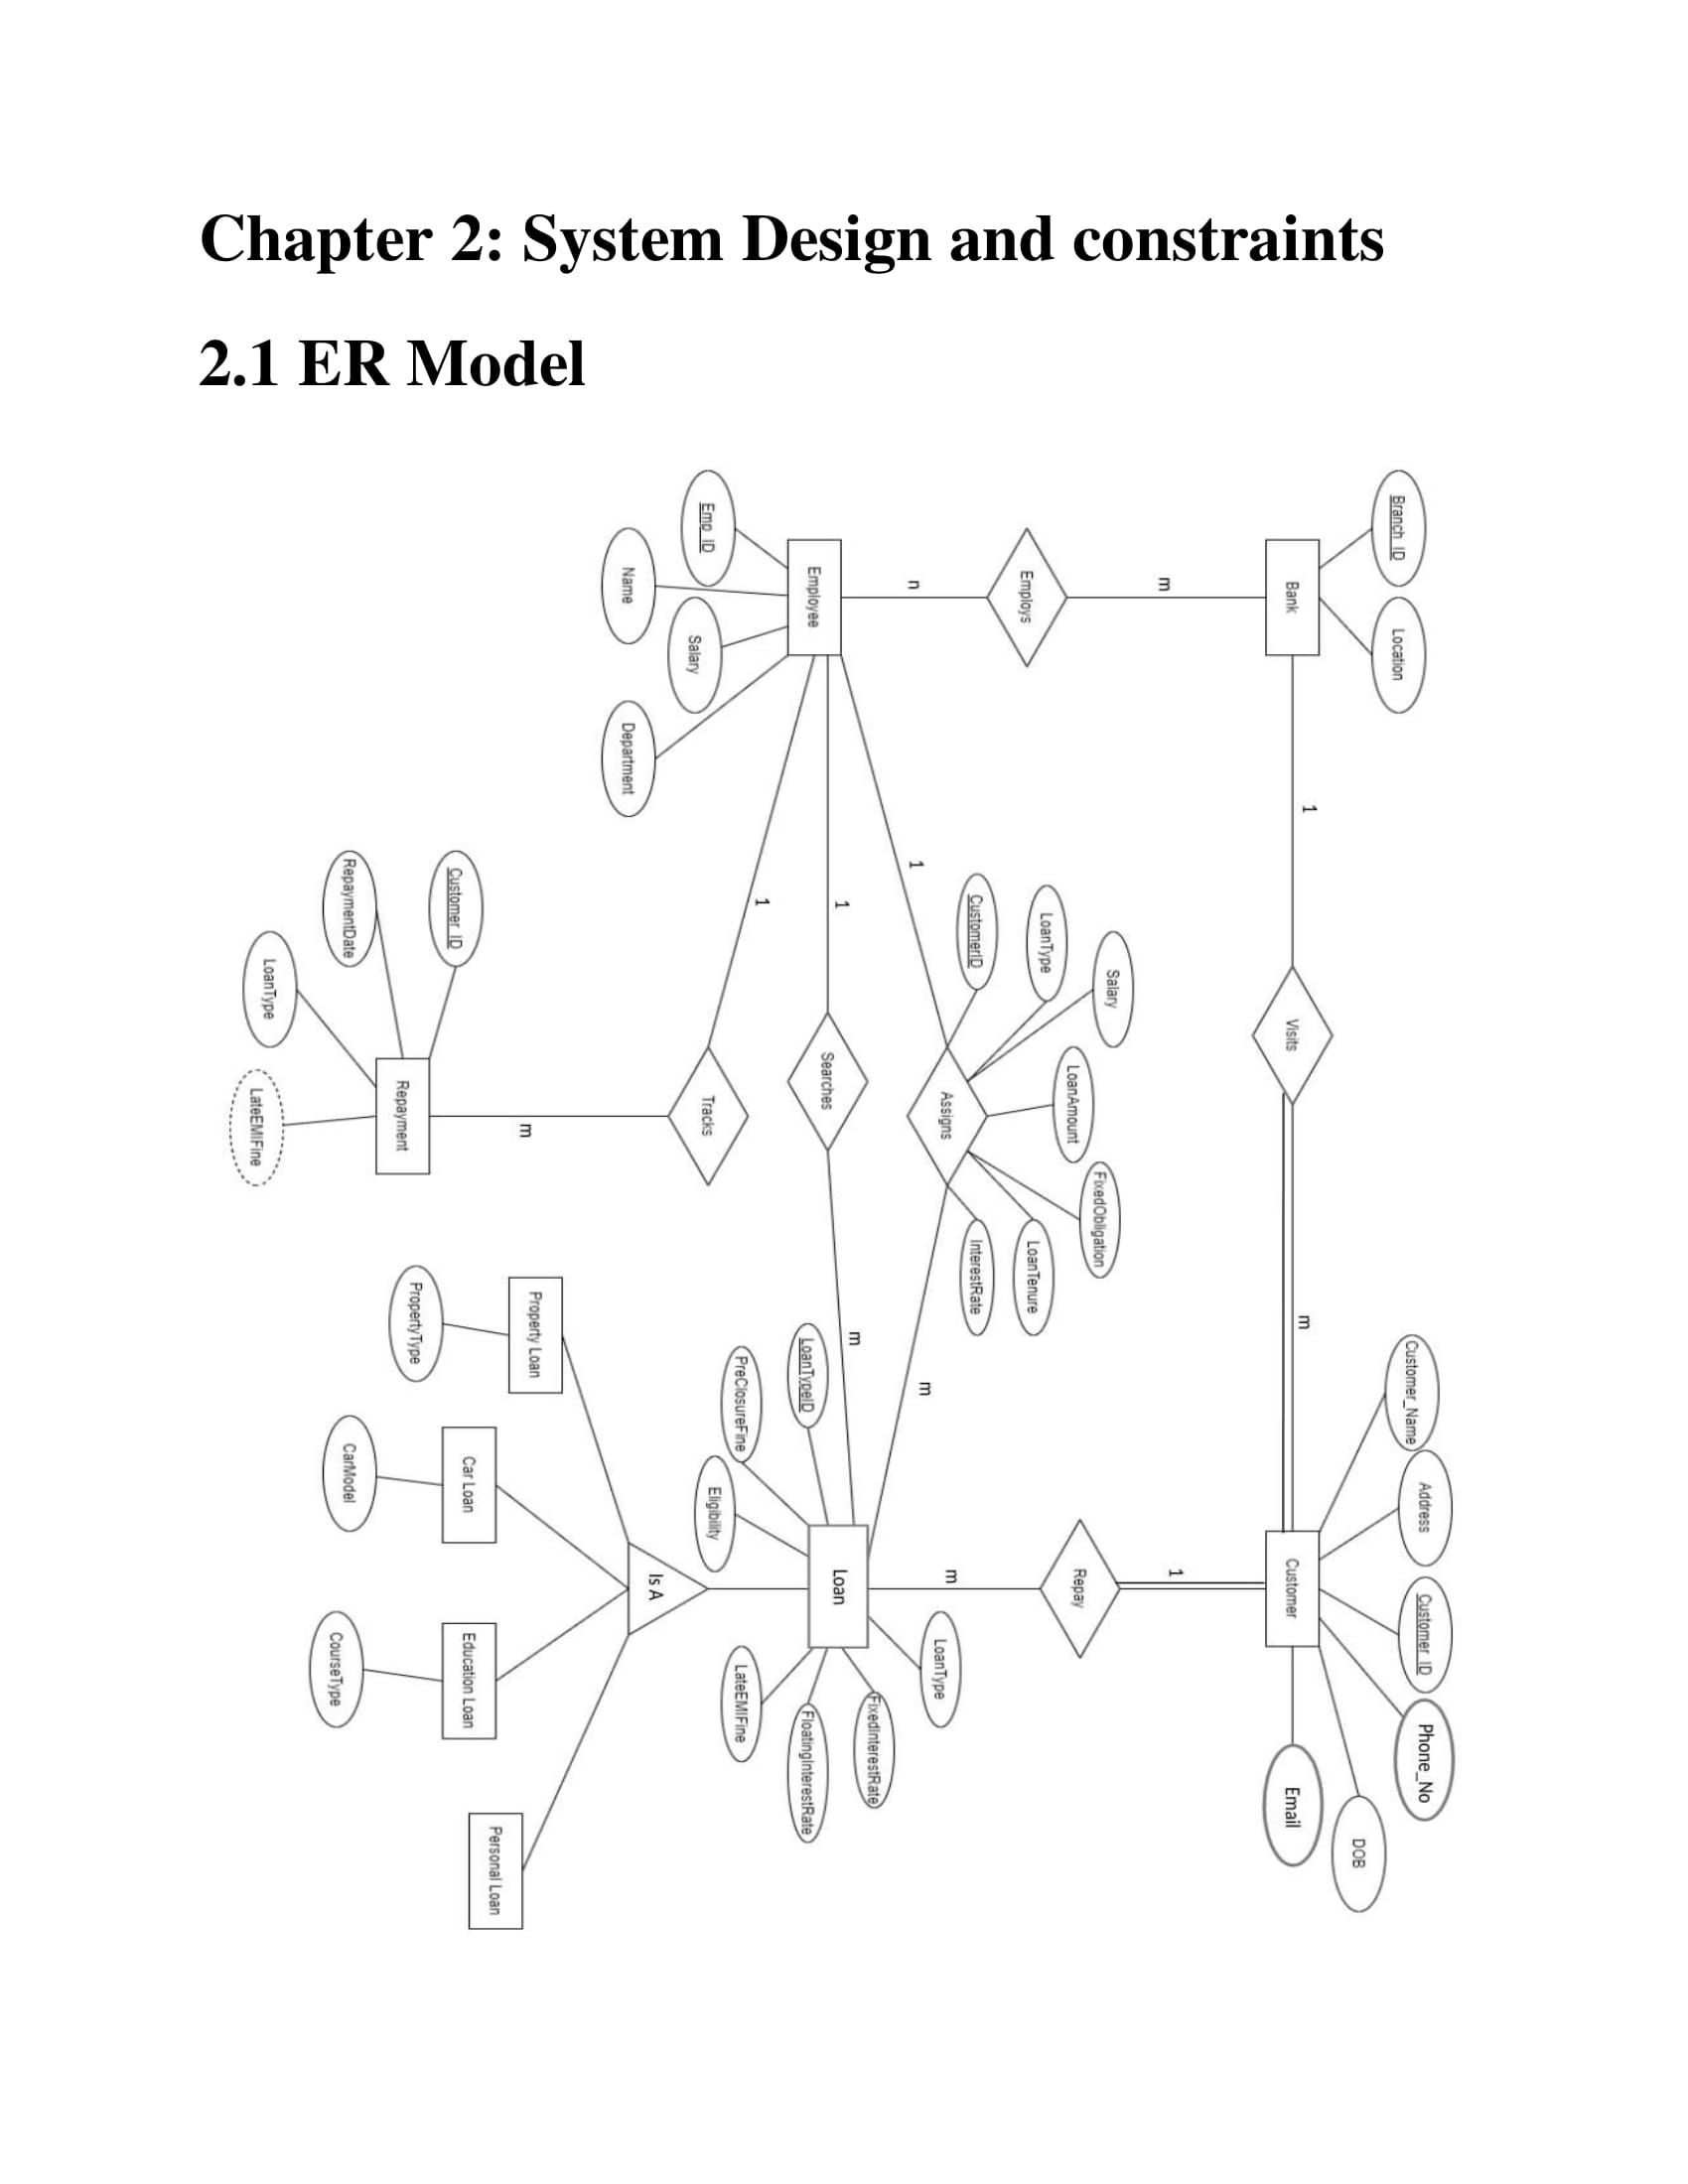 Chapter 2: System Design and constraints
2.1 ER Model
Branch_ID
Location
Bank
1
Visits
m
Customer
Customer_Name
Address
Customer_ID
Phone_No
DOB
Email
m
Employs
n
1
Repay
m
Employee
Emp_ID
Name
Salary
Department
1
Assigns
CustomerID
LoanType
Salary
LoanAmount
FixedObligation
LoanTenure
InterestRate
m
1
Searches
m
1
Tracks
m
Loan
LoanTypeID
PreClosureFine
Eligibility
LoanType
FixedInterestRate
FloatingInterestRate
LateEMIFine
Repayment
Customer_ID
RepaymentDate
LoanType
LateEMIFine
Is A
Property Loan
PropertyType
Car Loan
CarModel
Education Loan
CourseType
Personal Loan